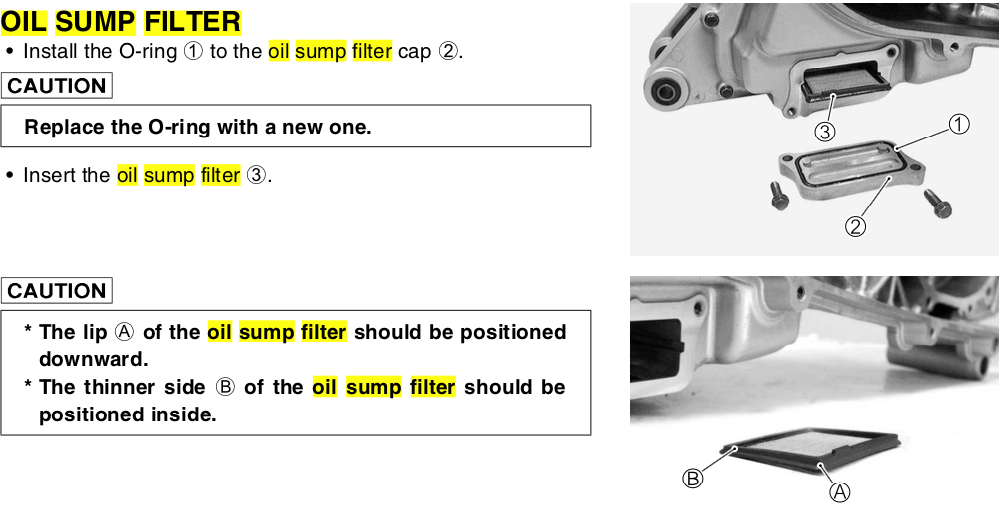 OIL SUMP FILTER
• Install the O-ring ① to the oil sump filter cap ②.
CAUTION
Replace the O-ring with a new one.
• Insert the oil sump filter ③.
③
①
②
CAUTION
* The lip Ⓐ of the oil sump filter should be positioned
downward.
* The thinner side Ⓑ of the oil sump filter should be
positioned inside.
Ⓑ
Ⓐ